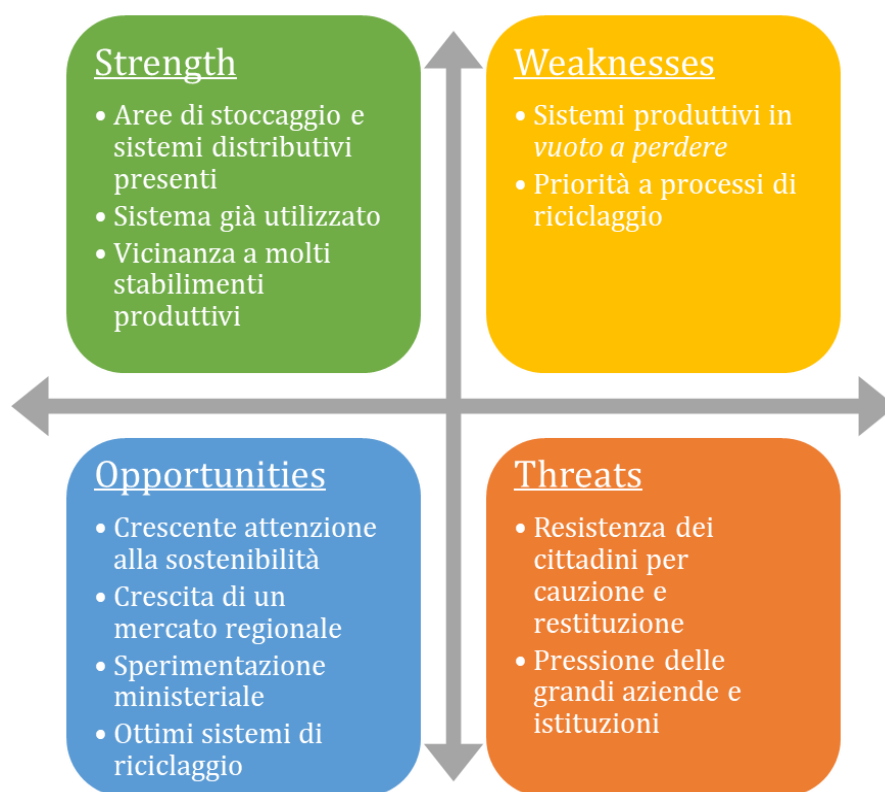 Strength
• Aree di stoccaggio e
sistemi distributivi
presenti
• Sistema già utilizzato
• Vicinanza a molti
stabilimenti
produttivi
Weaknesses
• Sistemi produttivi in
vuoto a perdere
• Priorità a processi di
riciclaggio
Opportunities
• Crescente attenzione
alla sostenibilità
• Crescita di un
mercato regionale
• Sperimentazione
ministeriale
• Ottimi sistemi di
riciclaggio
Threats
• Resistenza dei
cittadini per
cauzione e
restituzione
• Pressione delle
grandi aziende e
istituzioni